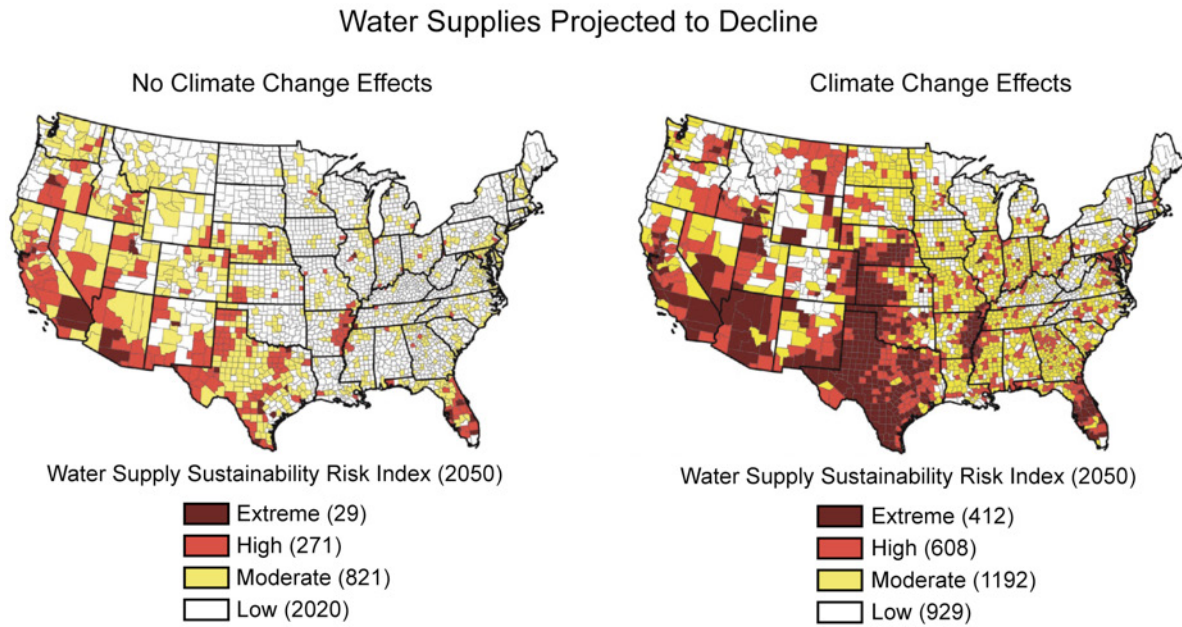 Water Supplies Projected to Decline
No Climate Change Effects
Water Supply Sustainability Risk Index (2050)
Extreme (29)
High (271)
Moderate (821)
Low (2020)
Climate Change Effects
Water Supply Sustainability Risk Index (2050)
Extreme (412)
High (608)
Moderate (1192)
Low (929)